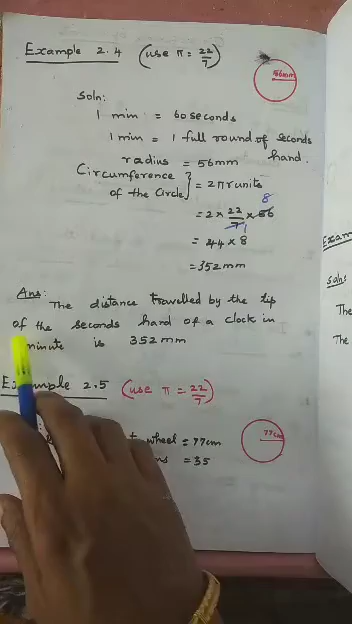 Example 2.4 (use π = 22/7)
56mm
Soln:
1 min = 60 seconds
1 min = 1 full round of seconds hand.
radius = 56mm
Circumference of the Circle } = 2πr units
= 2 × 22/7 × 56
8
1
= 44 × 8
= 352 mm
Ans:
The distance travelled by the tip
of the seconds hand of a clock in 1
minute is 352 mm
Example 2.5 (use π = 22/7)
wheel = 77cm
77cm
= 35
Soln:
The
The